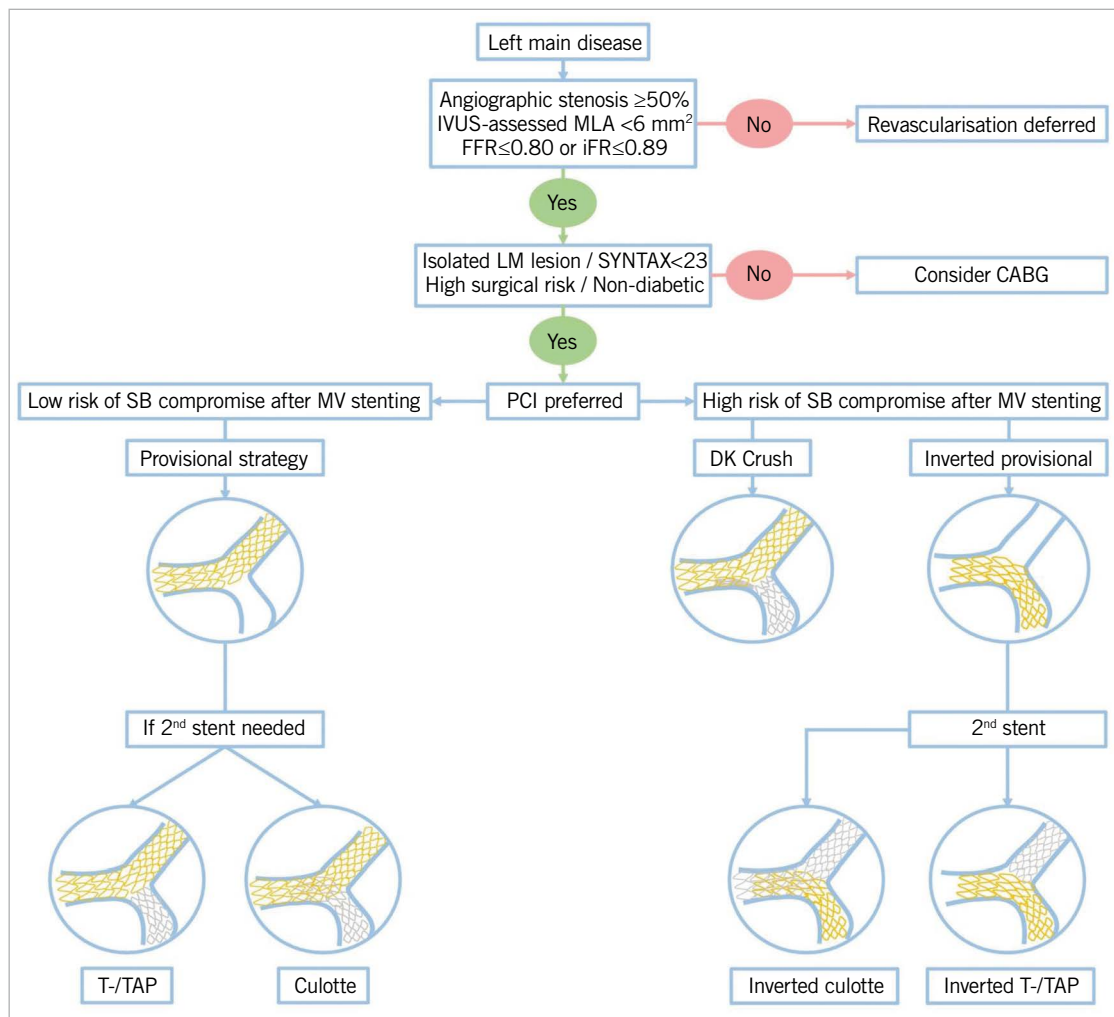 Left main disease
Angiographic stenosis ≥50%
IVUS-assessed MLA <6 mm²
FFR≤0.80 or iFR≤0.89
No
Revascularisation deferred
Yes
Isolated LM lesion / SYNTAX<23
High surgical risk / Non-diabetic
No
Consider CABG
Yes
Low risk of SB compromise after MV stenting
PCI preferred
High risk of SB compromise after MV stenting
Provisional strategy
DK Crush
Inverted provisional
If 2nd stent needed
2nd stent
T-/TAP
Culotte
Inverted culotte
Inverted T-/TAP